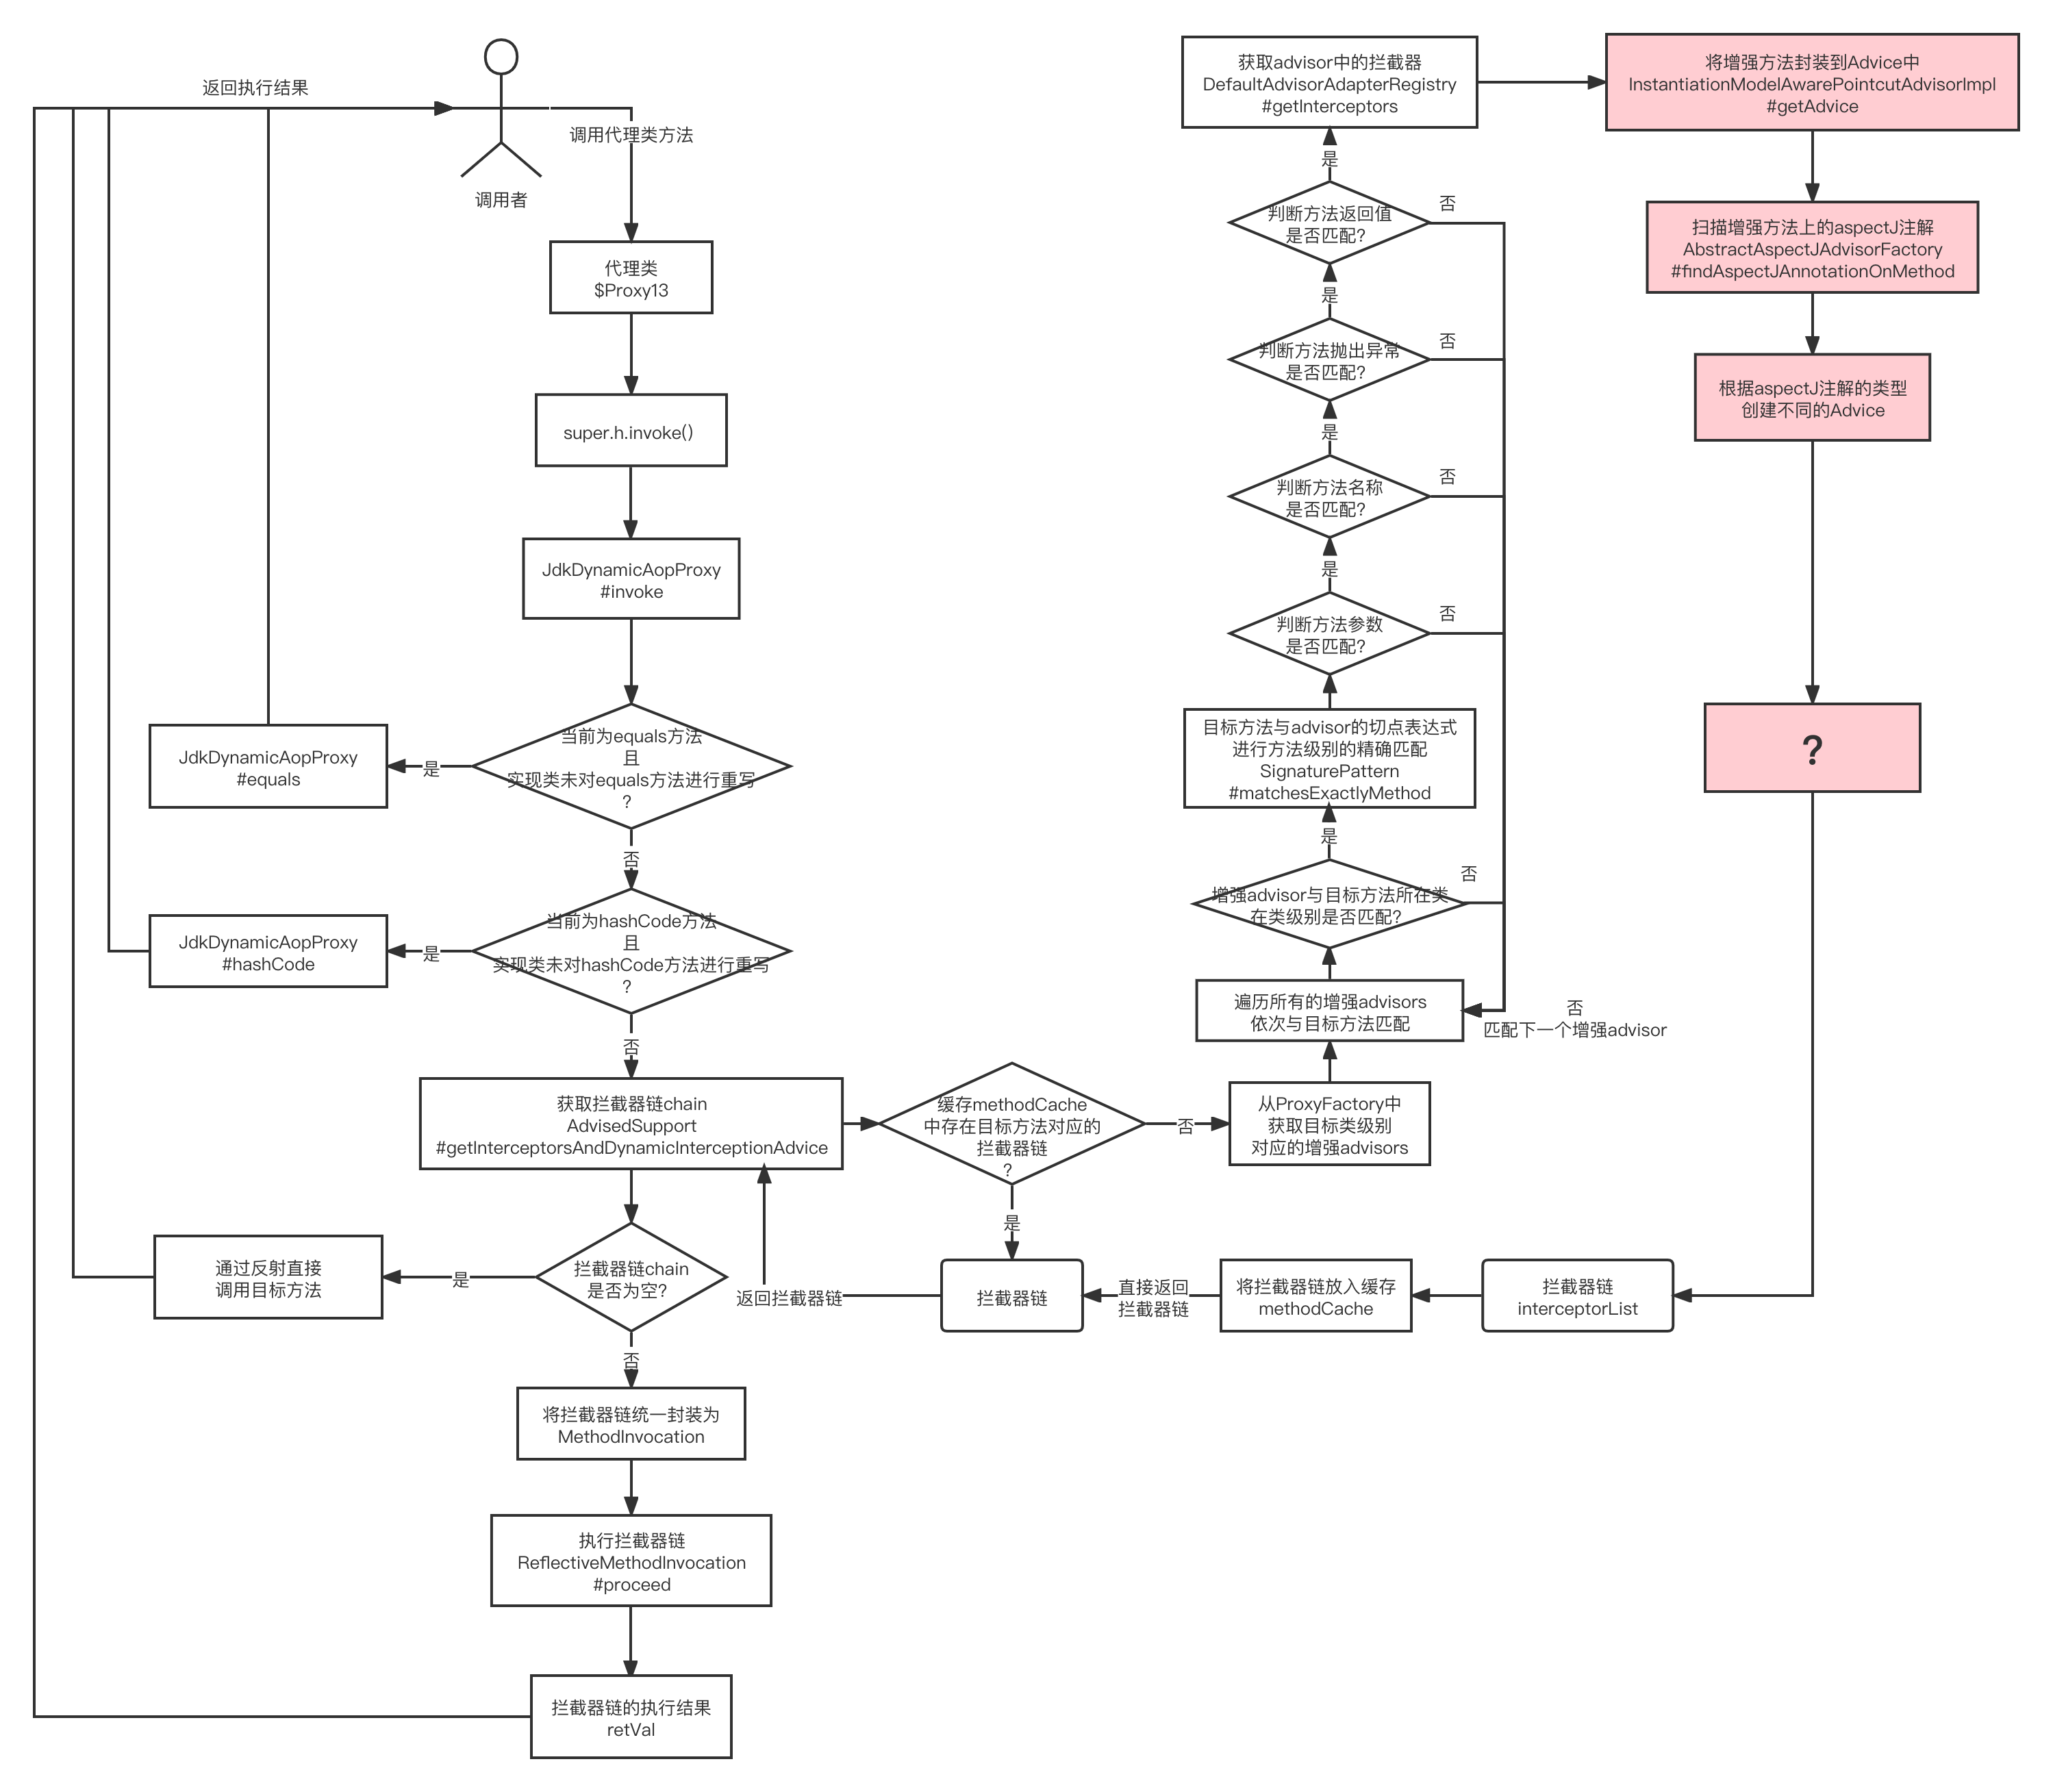 返回执行结果
调用代理类方法
调用者
代理类
$Proxy13
super.h.invoke()
JdkDynamicAopProxy
#invoke
当前为equals方法
且
实现类未对equals方法进行重写
?
是
JdkDynamicAopProxy
#equals
否
当前为hashCode方法
且
实现类未对hashCode方法进行重写
?
是
JdkDynamicAopProxy
#hashCode
否
获取拦截器链chain
AdvisedSupport
#getInterceptorsAndDynamicInterceptionAdvice
拦截器链chain
是否为空?
是
通过反射直接
调用目标方法
否
将拦截器链统一封装为
MethodInvocation
执行拦截器链
ReflectiveMethodInvocation
#proceed
拦截器链的执行结果
retVal
缓存methodCache
中存在目标方法对应的
拦截器链
?
否
是
从ProxyFactory中
获取目标类级别
对应的增强advisors
遍历所有的增强advisors
依次与目标方法匹配
否
匹配下一个增强advisor
增强advisor与目标方法所在类
在类级别是否匹配?
否
是
目标方法与advisor的切点表达式
进行方法级别的精确匹配
SignaturePattern
#matchesExactlyMethod
判断方法参数
是否匹配?
否
是
判断方法名称
是否匹配?
否
是
判断方法抛出异常
是否匹配?
否
是
判断方法返回值
是否匹配?
否
是
获取advisor中的拦截器
DefaultAdvisorAdapterRegistry
#getInterceptors
将增强方法封装到Advice中
InstantiationModelAwarePointcutAdvisorImpl
#getAdvice
扫描增强方法上的aspectJ注解
AbstractAspectJAdvisorFactory
#findAspectJAnnotationOnMethod
根据aspectJ注解的类型
创建不同的Advice
?
拦截器链
interceptorList
将拦截器链放入缓存
methodCache
直接返回
拦截器链
拦截器链
返回拦截器链